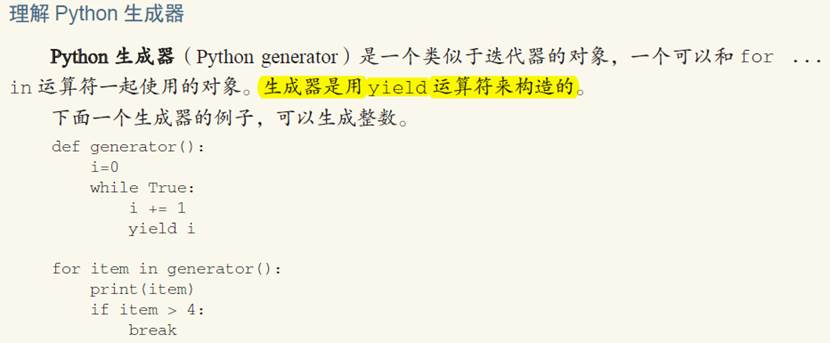 理解 Python 生成器
Python 生成器（Python generator）是一个类似于迭代器的对象，一个可以和 for ...
in 运算符一起使用的对象。生成器是用 yield 运算符来构造的。
下面一个生成器的例子，可以生成整数。
def generator():
    i=0
    while True:
        i += 1
        yield i

for item in generator():
    print(item)
    if item > 4:
        break